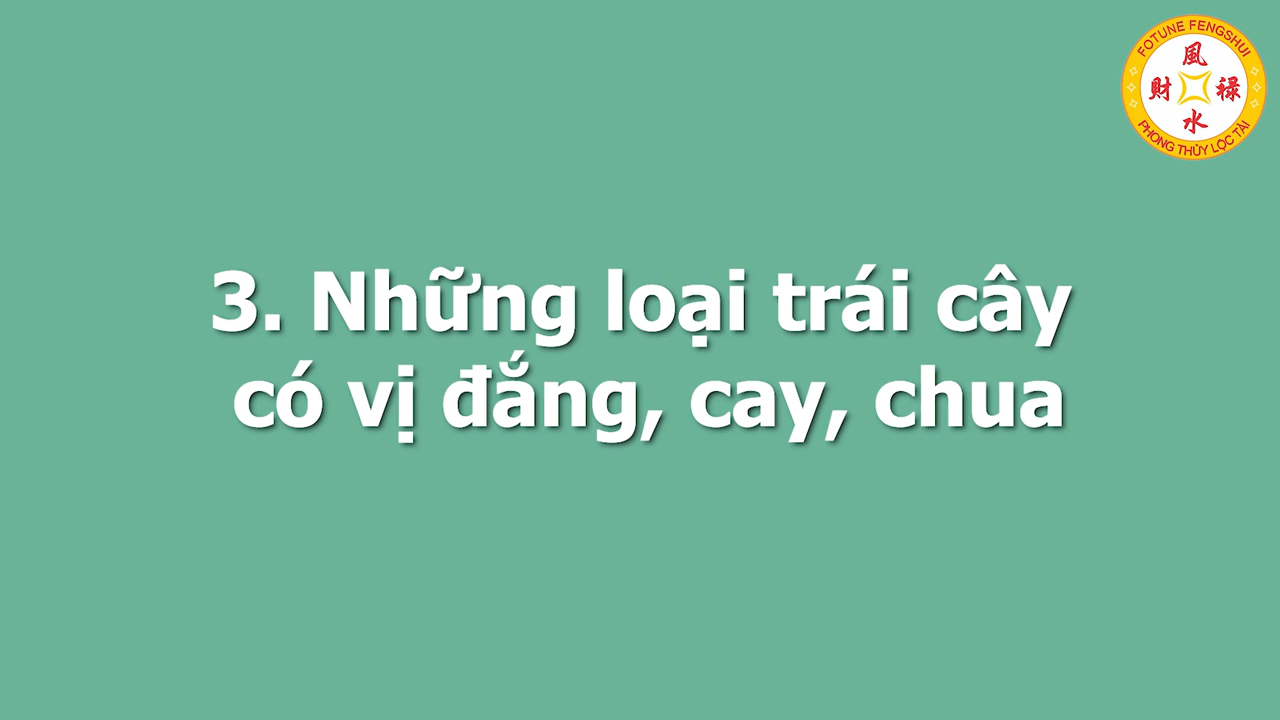 FOTUNE FENGSHUI
風
財 禄
水
PHONG THỦY LỘC TÀI
3. Những loại trái cây
có vị đắng, cay, chua